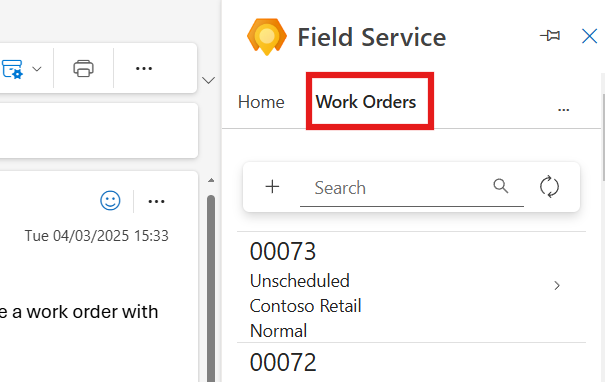 Field Service
Home
Work Orders
...
Search
Tue 04/03/2025 15:33
00073
Unscheduled
Contoso Retail
Normal
e a work order with
00072